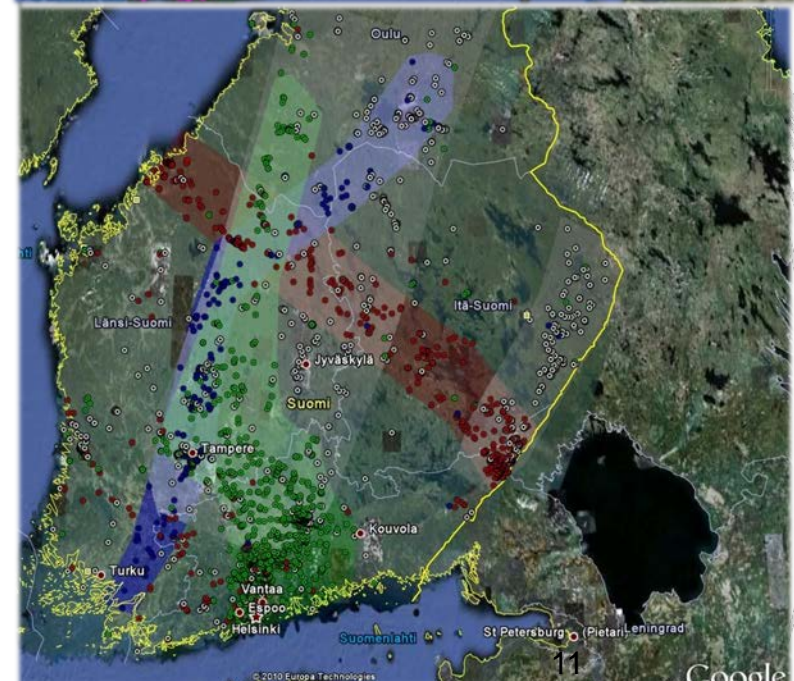 Oulu
Länsi-Suomi
Itä-Suomi
Jyväskylä
Suomi
Tampere
Kouvola
Turku
Vantaa
Espoo
Helsinki
Suomenlahti
St Petersburg
(Pietari
Leningrad
11
© 2010 Europa Technologies
Google